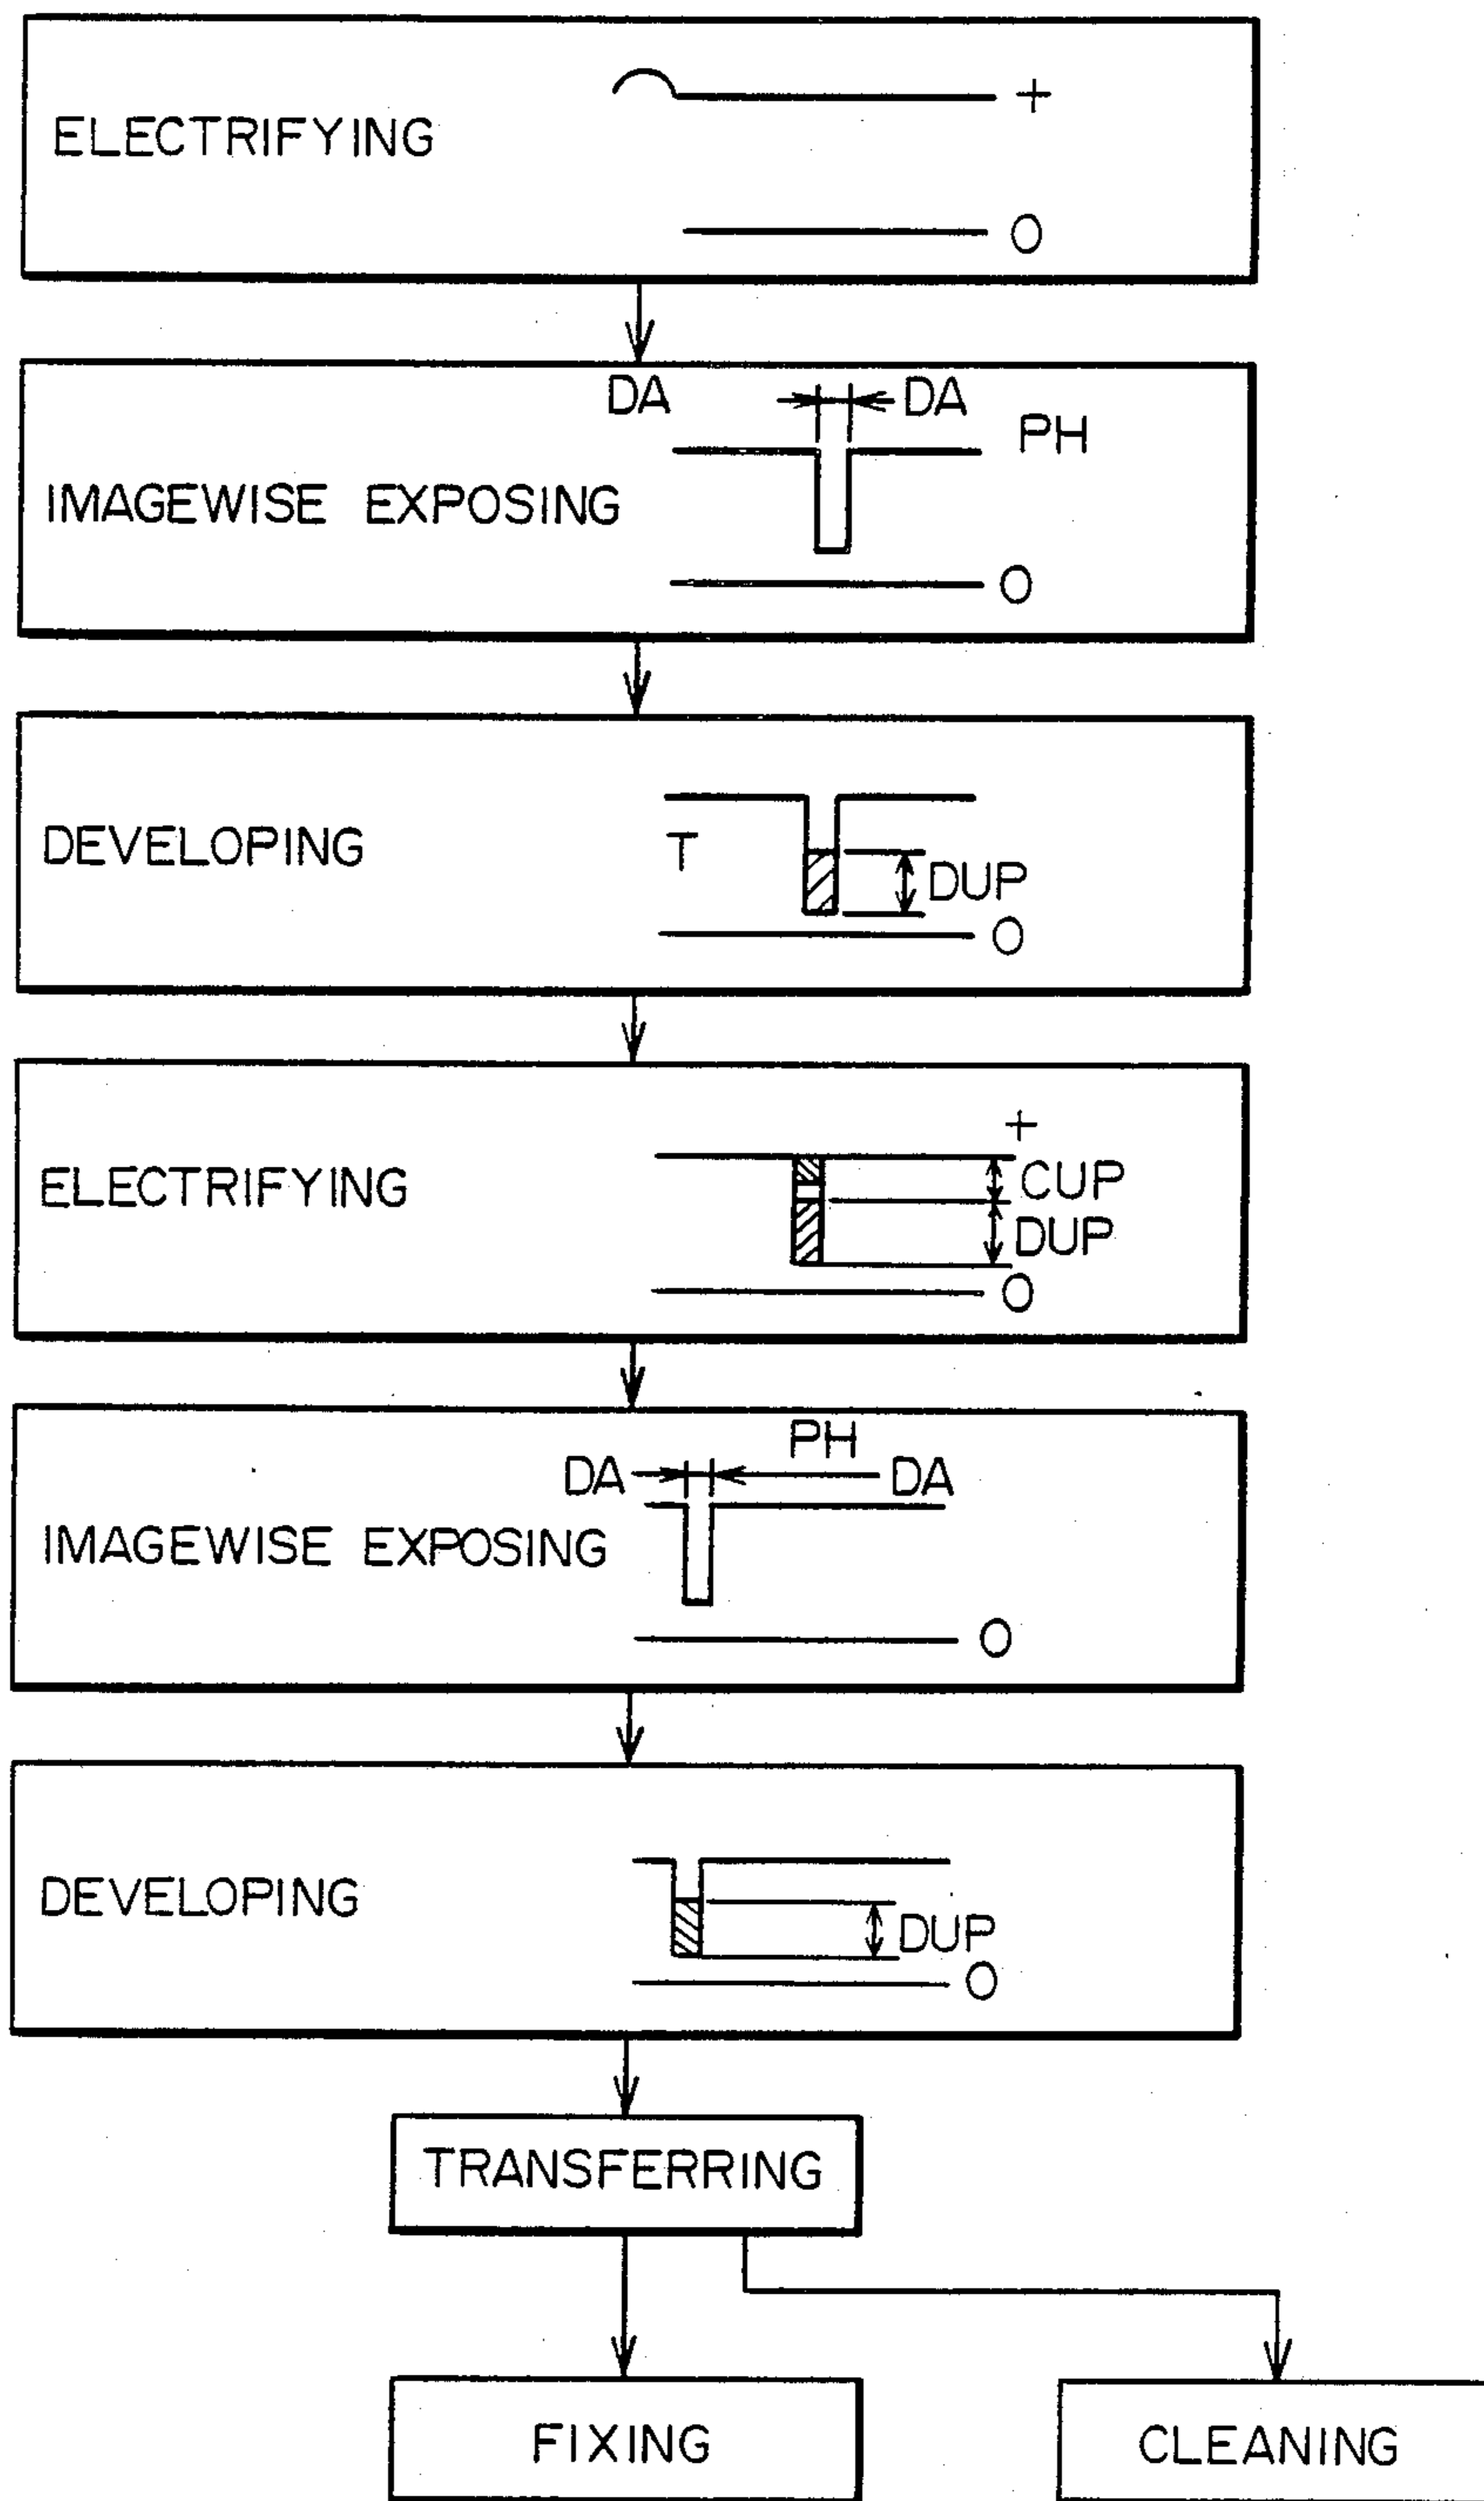 +
ELECTRIFYING
O
DA DA
PH
IMAGEWISE EXPOSING
O
DEVELOPING
T
DUP
O
+
ELECTRIFYING
CUP
DUP
O
PH
DA DA
IMAGEWISE EXPOSING
O
DEVELOPING
DUP
O
TRANSFERRING
FIXING
CLEANING